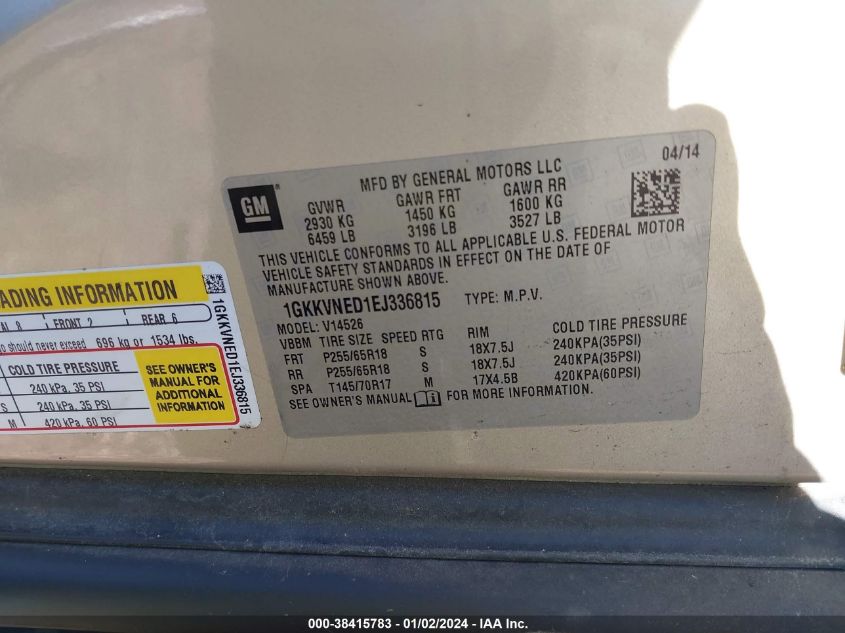 04/14
MFD BY GENERAL MOTORS LLC
GM
GVWR GAWR FRT GAWR RR
2930 KG 1450 KG 1600 KG
6459 LB 3196 LB 3527 LB
THIS VEHICLE CONFORMS TO ALL APPLICABLE U.S. FEDERAL MOTOR
VEHICLE SAFETY STANDARDS IN EFFECT ON THE DATE OF
MANUFACTURE SHOWN ABOVE.
1GKKVNED1EJ336815 TYPE: M.P.V.
MODEL: V14526
VBBM TIRE SIZE SPEED RTG RIM COLD TIRE PRESSURE
FRT P255/65R18 S 18X7.5J 240KPA(35PSI)
RR P255/65R18 S 18X7.5J 240KPA(35PSI)
SPA T145/70R17 M 17X4.5B 420KPA(60PSI)
SEE OWNER'S MANUAL FOR MORE INFORMATION.
ADING INFORMATION
8 FRONT 2 REAR 6
should never exceed 696 kg or 1534 lbs.
COLD TIRE PRESSURE
240 kPa, 35 PSI
S 240 kPa, 35 PSI
M 420 kPa, 60 PSI
SEE OWNER'S
MANUAL FOR
ADDITIONAL
INFORMATION
1GKKVNED1EJ336815
000-38415783 - 01/02/2024 - IAA Inc.